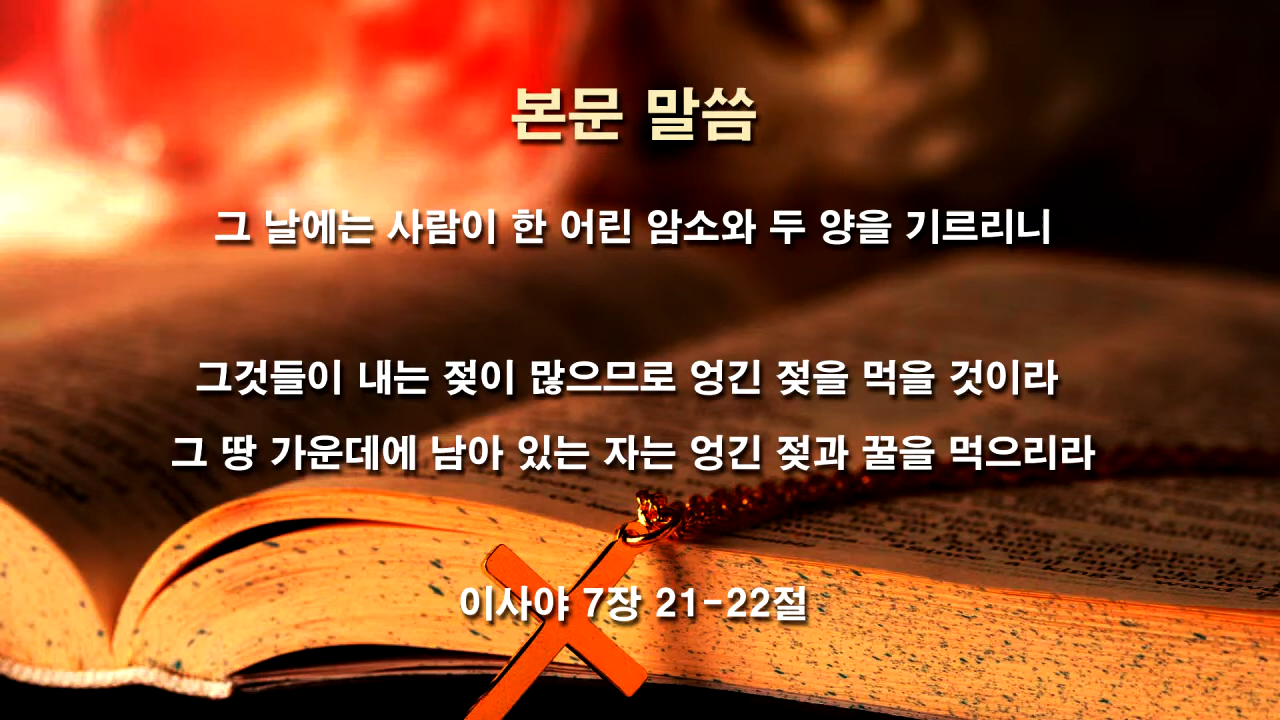 본문 말씀
그 날에는 사람이 한 어린 암소와 두 양을 기르리니
그것들이 내는 젖이 많으므로 엉긴 젖을 먹을 것이라
그 땅 가운데에 남아 있는 자는 엉긴 젖과 꿀을 먹으리라
이사야 7장 21-22절